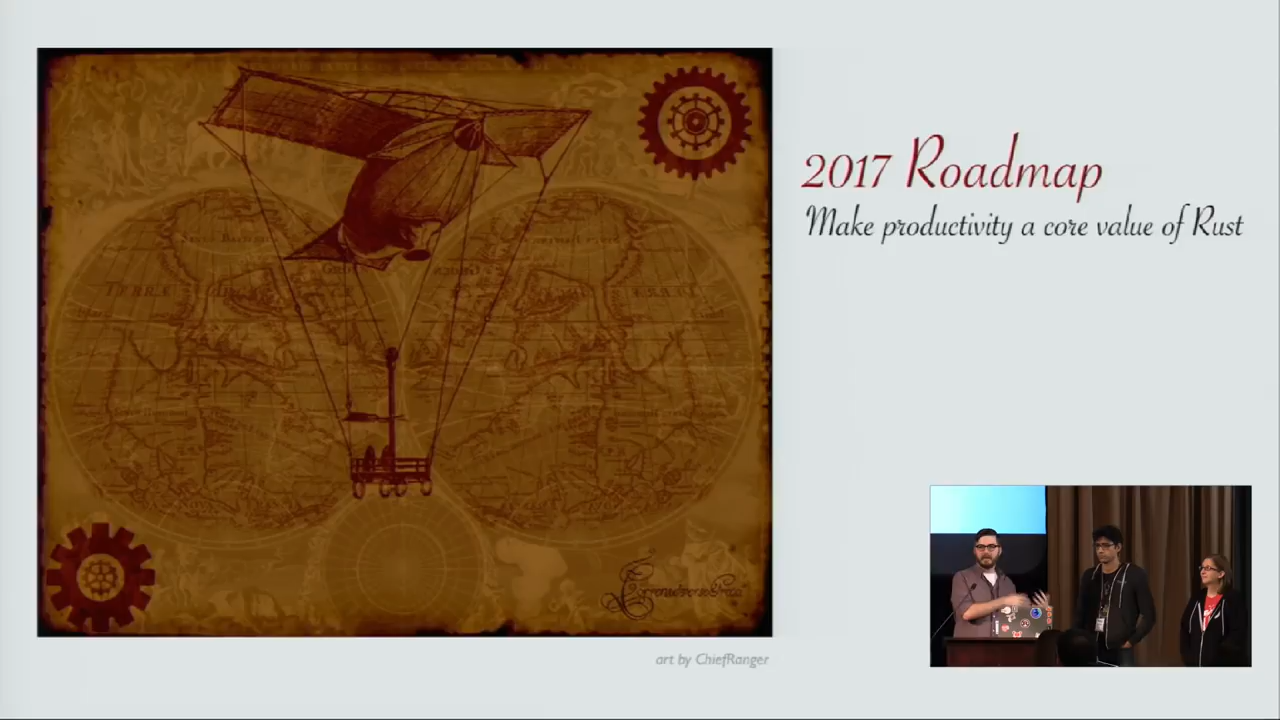 2017 Roadmap
Make productivity a core value of Rust
art by ChiefRanger